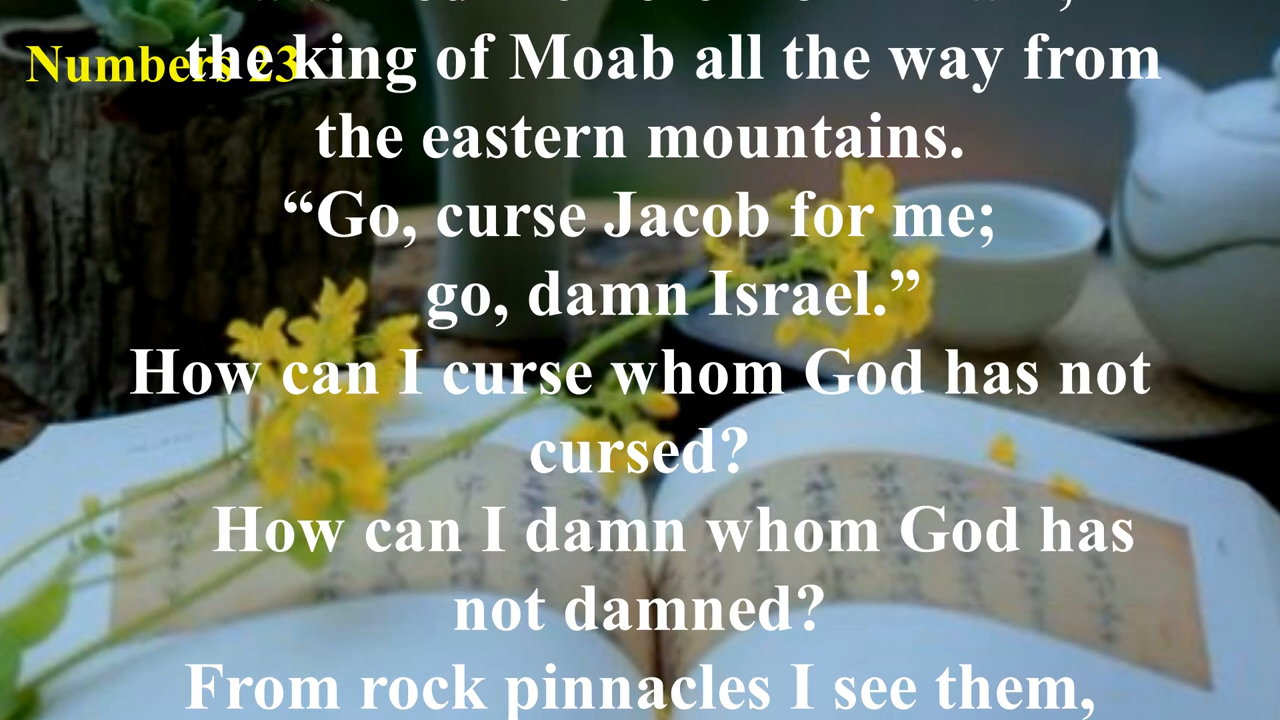 Numbers 23
the king of Moab all the way from
the eastern mountains.
“Go, curse Jacob for me;
go, damn Israel.”
How can I curse whom God has not
cursed?
How can I damn whom God has
not damned?
From rock pinnacles I see them,